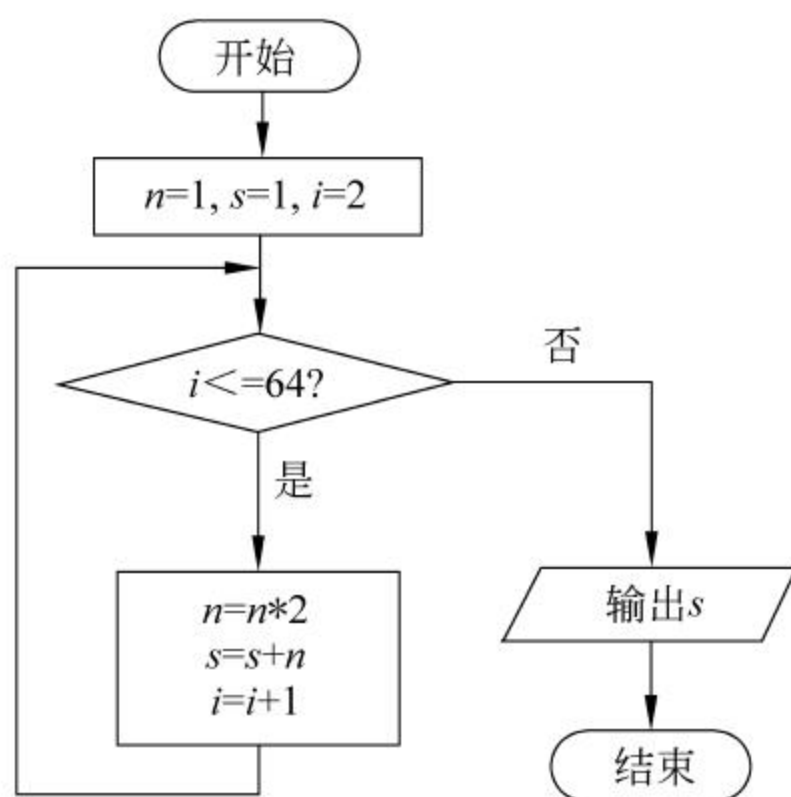 开始
n=1, s=1, i=2
i<=64?
否
是
n=n*2
s=s+n
i=i+1
输出s
结束